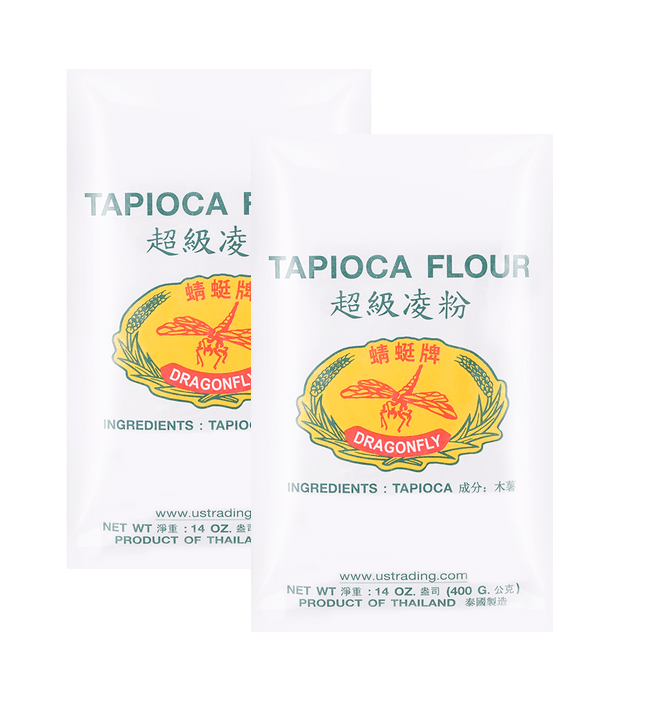 TAPIOCA F
超級凌
蜻蜓牌
DRAGONFLY
INGREDIENTS : TAPIOC
www.ustrading.
NET WT 淨重 : 14 OZ. 盎司
PRODUCT OF THAILA
TAPIOCA FLOUR
超級凌粉
蜻蜓牌
DRAGONFLY
INGREDIENTS : TAPIOCA 成分: 木薯
www.ustrading.com
NET WT 淨重 : 14 OZ. 盎司 (400 G. 公克)
PRODUCT OF THAILAND 泰國製造